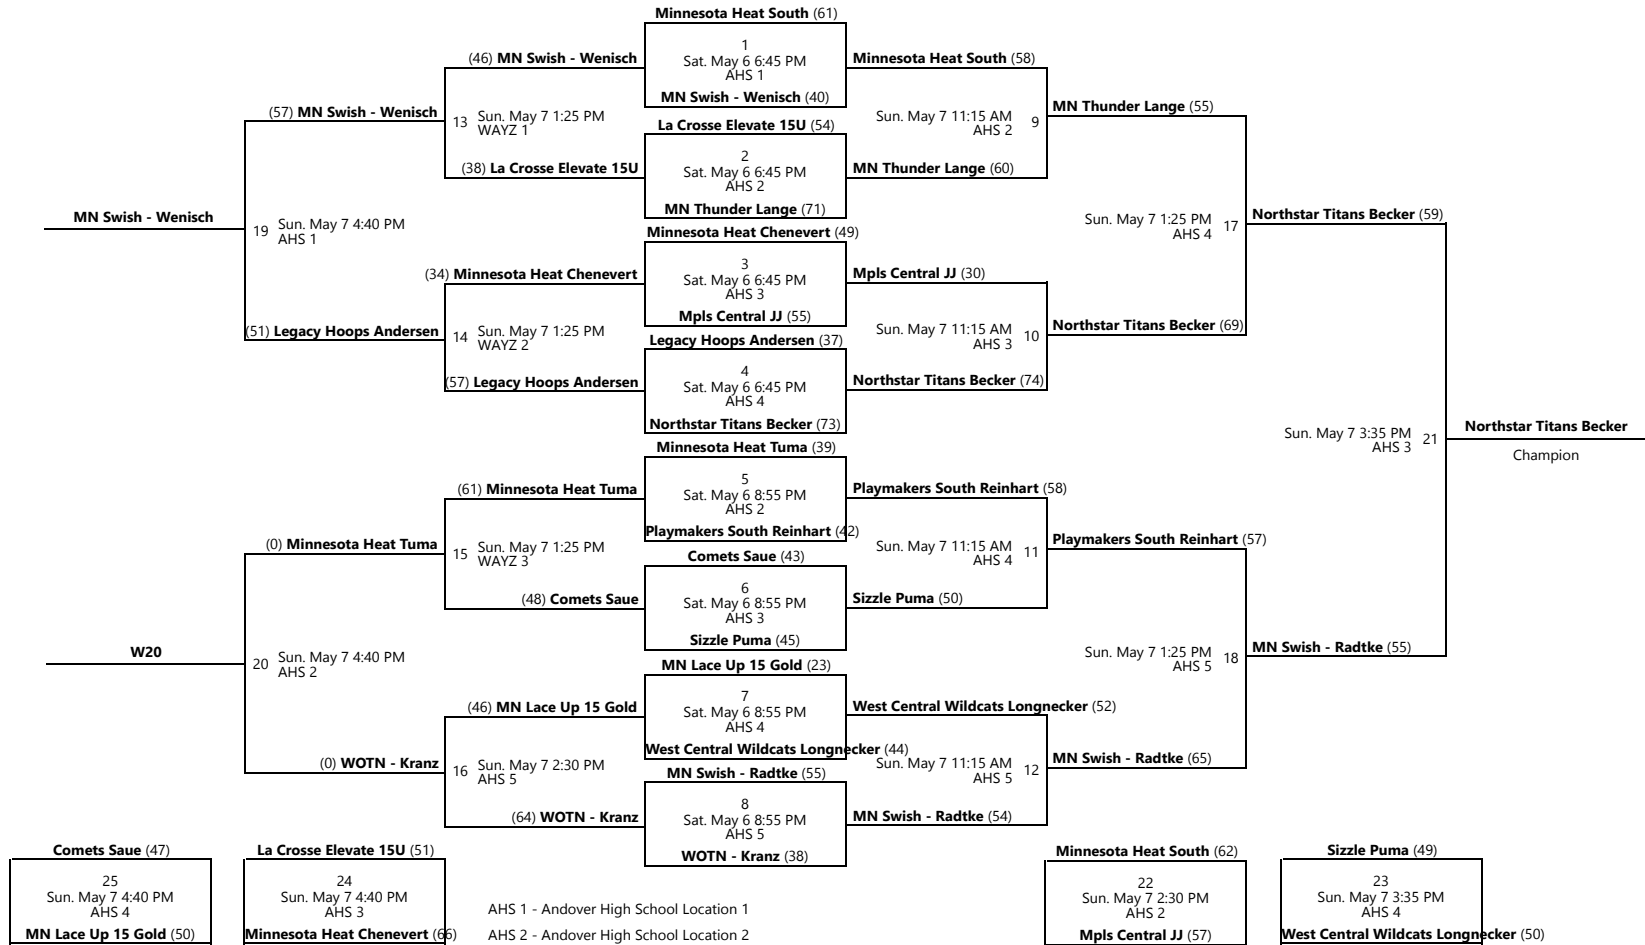 Minnesota Heat South (61)
1
Sat. May 6 6:45 PM
AHS 1
MN Swish - Wenisch (40)
La Crosse Elevate 15U (54)
2
Sat. May 6 6:45 PM
AHS 2
MN Thunder Lange (71)
Minnesota Heat Chenevert (49)
3
Sat. May 6 6:45 PM
AHS 3
Mpls Central JJ (55)
Legacy Hoops Andersen (37)
4
Sat. May 6 6:45 PM
AHS 4
Northstar Titans Becker (73)
Minnesota Heat Tuma (39)
5
Sat. May 6 8:55 PM
AHS 2
Playmakers South Reinhart (42)
Comets Saue (43)
6
Sat. May 6 8:55 PM
AHS 3
Sizzle Puma (45)
MN Lace Up 15 Gold (23)
7
Sat. May 6 8:55 PM
AHS 4
West Central Wildcats Longnecker (44)
MN Swish - Radtke (55)
8
Sat. May 6 8:55 PM
AHS 5
WOTN - Kranz (38)
(46) MN Swish - Wenisch
13 Sun. May 7 1:25 PM
WAYZ 1
(38) La Crosse Elevate 15U
(34) Minnesota Heat Chenevert
14 Sun. May 7 1:25 PM
WAYZ 2
(57) Legacy Hoops Andersen
(61) Minnesota Heat Tuma
15 Sun. May 7 1:25 PM
WAYZ 3
(48) Comets Saue
(46) MN Lace Up 15 Gold
16 Sun. May 7 2:30 PM
AHS 5
(64) WOTN - Kranz
(57) MN Swish - Wenisch
19 Sun. May 7 4:40 PM
AHS 1
(51) Legacy Hoops Andersen
(0) Minnesota Heat Tuma
20 Sun. May 7 4:40 PM
AHS 2
(0) WOTN - Kranz
MN Swish - Wenisch
W20
Minnesota Heat South (58)
Sun. May 7 11:15 AM 9
AHS 2
MN Thunder Lange (60)
Mpls Central JJ (30)
Sun. May 7 11:15 AM 10
AHS 3
Northstar Titans Becker (74)
Playmakers South Reinhart (58)
Sun. May 7 11:15 AM 11
AHS 4
Sizzle Puma (50)
West Central Wildcats Longnecker (52)
Sun. May 7 11:15 AM 12
AHS 5
MN Swish - Radtke (54)
MN Thunder Lange (55)
Sun. May 7 1:25 PM 17
AHS 4
Northstar Titans Becker (69)
Playmakers South Reinhart (57)
Sun. May 7 1:25 PM 18
AHS 5
MN Swish - Radtke (65)
Northstar Titans Becker (59)
Sun. May 7 3:35 PM 21
AHS 3
MN Swish - Radtke (55)
Northstar Titans Becker
Champion
Comets Saue (47)
25
Sun. May 7 4:40 PM
AHS 4
MN Lace Up 15 Gold (50)
La Crosse Elevate 15U (51)
24
Sun. May 7 4:40 PM
AHS 3
Minnesota Heat Chenevert (66)
AHS 1 - Andover High School Location 1
AHS 2 - Andover High School Location 2
Minnesota Heat South (62)
22
Sun. May 7 2:30 PM
AHS 2
Mpls Central JJ (57)
Sizzle Puma (49)
23
Sun. May 7 3:35 PM
AHS 4
West Central Wildcats Longnecker (50)